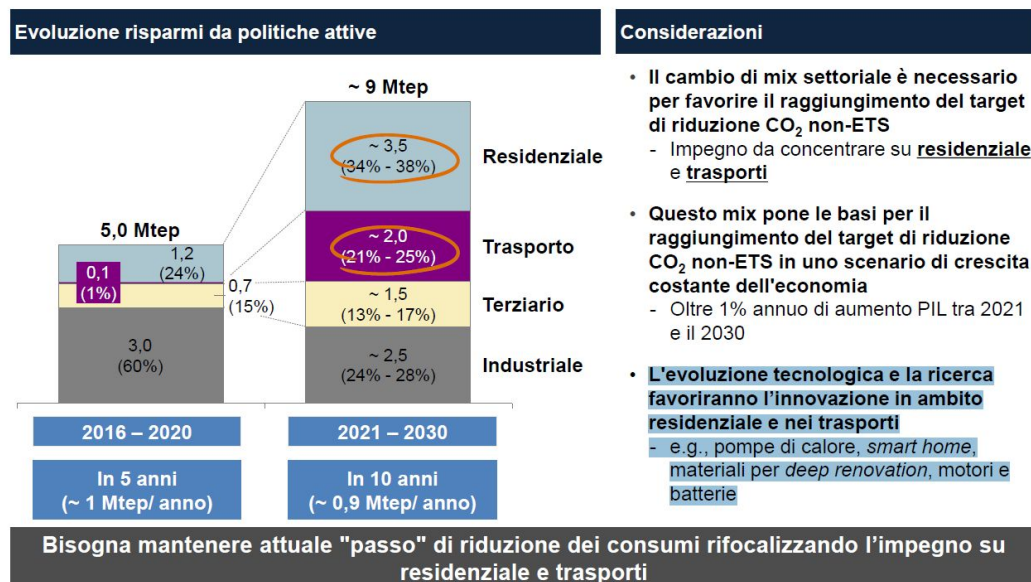 Evoluzione risparmi da politiche attive
~ 9 Mtep
~ 3,5
(34% - 38%)
Residenziale
5,0 Mtep
1,2
(24%)
0,1
(1%)
0,7
(15%)
3,0
(60%)
~ 2,0
(21% - 25%)
Trasporto
~ 1,5
(13% - 17%)
Terziario
~ 2,5
(24% - 28%)
Industriale
2016 – 2020
2021 – 2030
In 5 anni
(~ 1 Mtep/ anno)
In 10 anni
(~ 0,9 Mtep/ anno)
Considerazioni
• Il cambio di mix settoriale è necessario
per favorire il raggiungimento del target
di riduzione CO₂ non-ETS
- Impegno da concentrare su residenziale
e trasporti
• Questo mix pone le basi per il
raggiungimento del target di riduzione
CO₂ non-ETS in uno scenario di crescita
costante dell'economia
- Oltre 1% annuo di aumento PIL tra 2021
e il 2030
• L'evoluzione tecnologica e la ricerca
favoriranno l’innovazione in ambito
residenziale e nei trasporti
- e.g., pompe di calore, smart home,
materiali per deep renovation, motori e
batterie
Bisogna mantenere attuale "passo" di riduzione dei consumi rifocalizzando l’impegno su
residenziale e trasporti